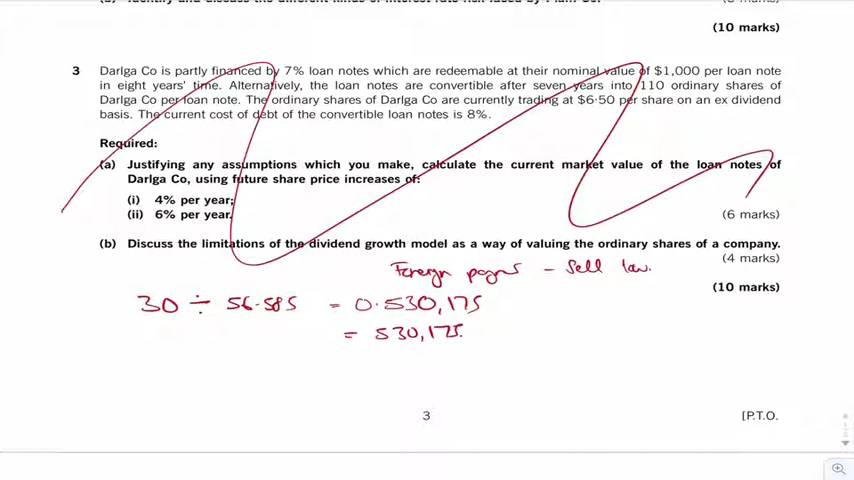 (10 marks)
3 Darlga Co is partly financed by 7% loan notes which are redeemable at their nominal value of $1,000 per loan note
in eight years' time. Alternatively, the loan notes are convertible after seven years into 110 ordinary shares of
Darlga Co per loan note. The ordinary shares of Darlga Co are currently trading at $6·50 per share on an ex dividend
basis. The current cost of debt of the convertible loan notes is 8%.
Required:
(a) Justifying any assumptions which you make, calculate the current market value of the loan notes of
Darlga Co, using future share price increases of:
(i) 4% per year;
(ii) 6% per year.
(6 marks)
(b) Discuss the limitations of the dividend growth model as a way of valuing the ordinary shares of a company.
(4 marks)
Foreign – Sell low.
(10 marks)
30 ÷ 56·585 = 0·530,175
= 530,175
3
[P.T.O.